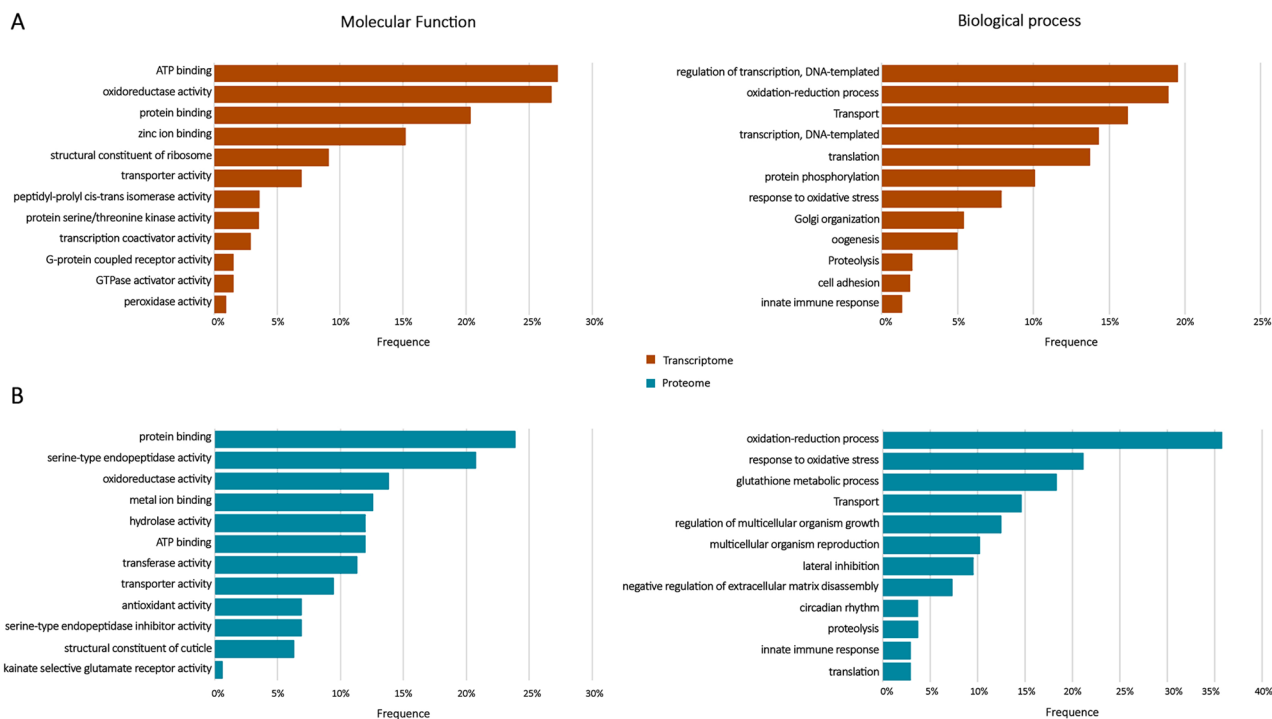 A
Molecular Function
Biological process
ATP binding
oxidoreductase activity
protein binding
zinc ion binding
structural constituent of ribosome
transporter activity
peptidyl-prolyl cis-trans isomerase activity
protein serine/threonine kinase activity
transcription coactivator activity
G-protein coupled receptor activity
GTPase activator activity
peroxidase activity
0% 5% 10% 15% 20% 25% 30%
Frequence
regulation of transcription, DNA-templated
oxidation-reduction process
Transport
transcription, DNA-templated
translation
protein phosphorylation
response to oxidative stress
Golgi organization
oogenesis
Proteolysis
cell adhesion
innate immune response
0% 5% 10% 15% 20% 25%
Frequence
Transcriptome
Proteome
B
protein binding
serine-type endopeptidase activity
oxidoreductase activity
metal ion binding
hydrolase activity
ATP binding
transferase activity
transporter activity
antioxidant activity
serine-type endopeptidase inhibitor activity
structural constituent of cuticle
kainate selective glutamate receptor activity
0% 5% 10% 15% 20% 25% 30%
Frequence
oxidation-reduction process
response to oxidative stress
glutathione metabolic process
Transport
regulation of multicellular organism growth
multicellular organism reproduction
lateral inhibition
negative regulation of extracellular matrix disassembly
circadian rhythm
proteolysis
innate immune response
translation
0% 5% 10% 15% 20% 25% 30% 35% 40%
Frequence